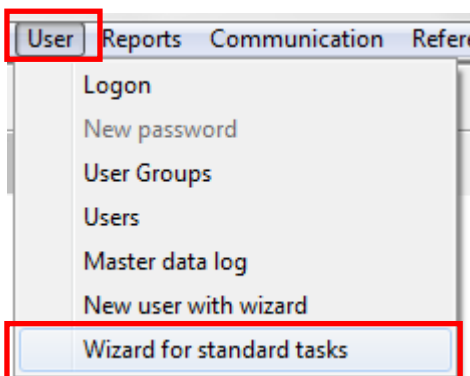 User Reports Communication
Logon
New password
User Groups
Users
Master data log
New user with wizard
Wizard for standard tasks